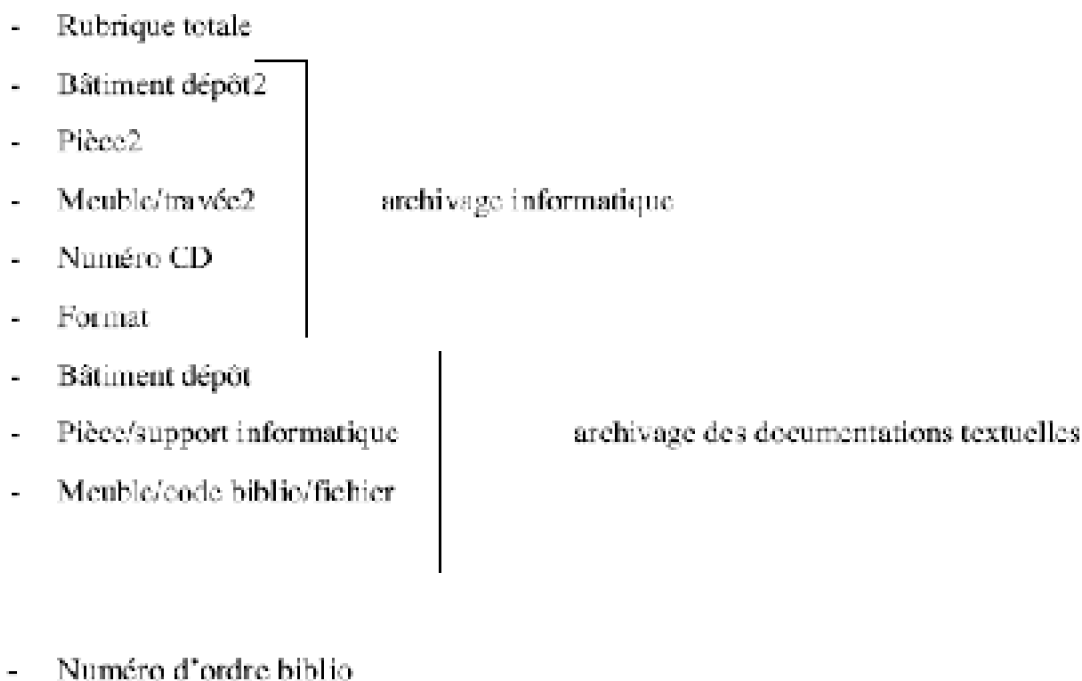 - Rubrique totale
- Bâtiment dépôt2
- Pièce2
- Meuble/travée2 archivage informatique
- Numéro CD
- Format
- Bâtiment dépôt
- Pièce/support informatique archivage des documentations textuelles
- Meuble/code biblio/fichier
- Numéro d'ordre biblio